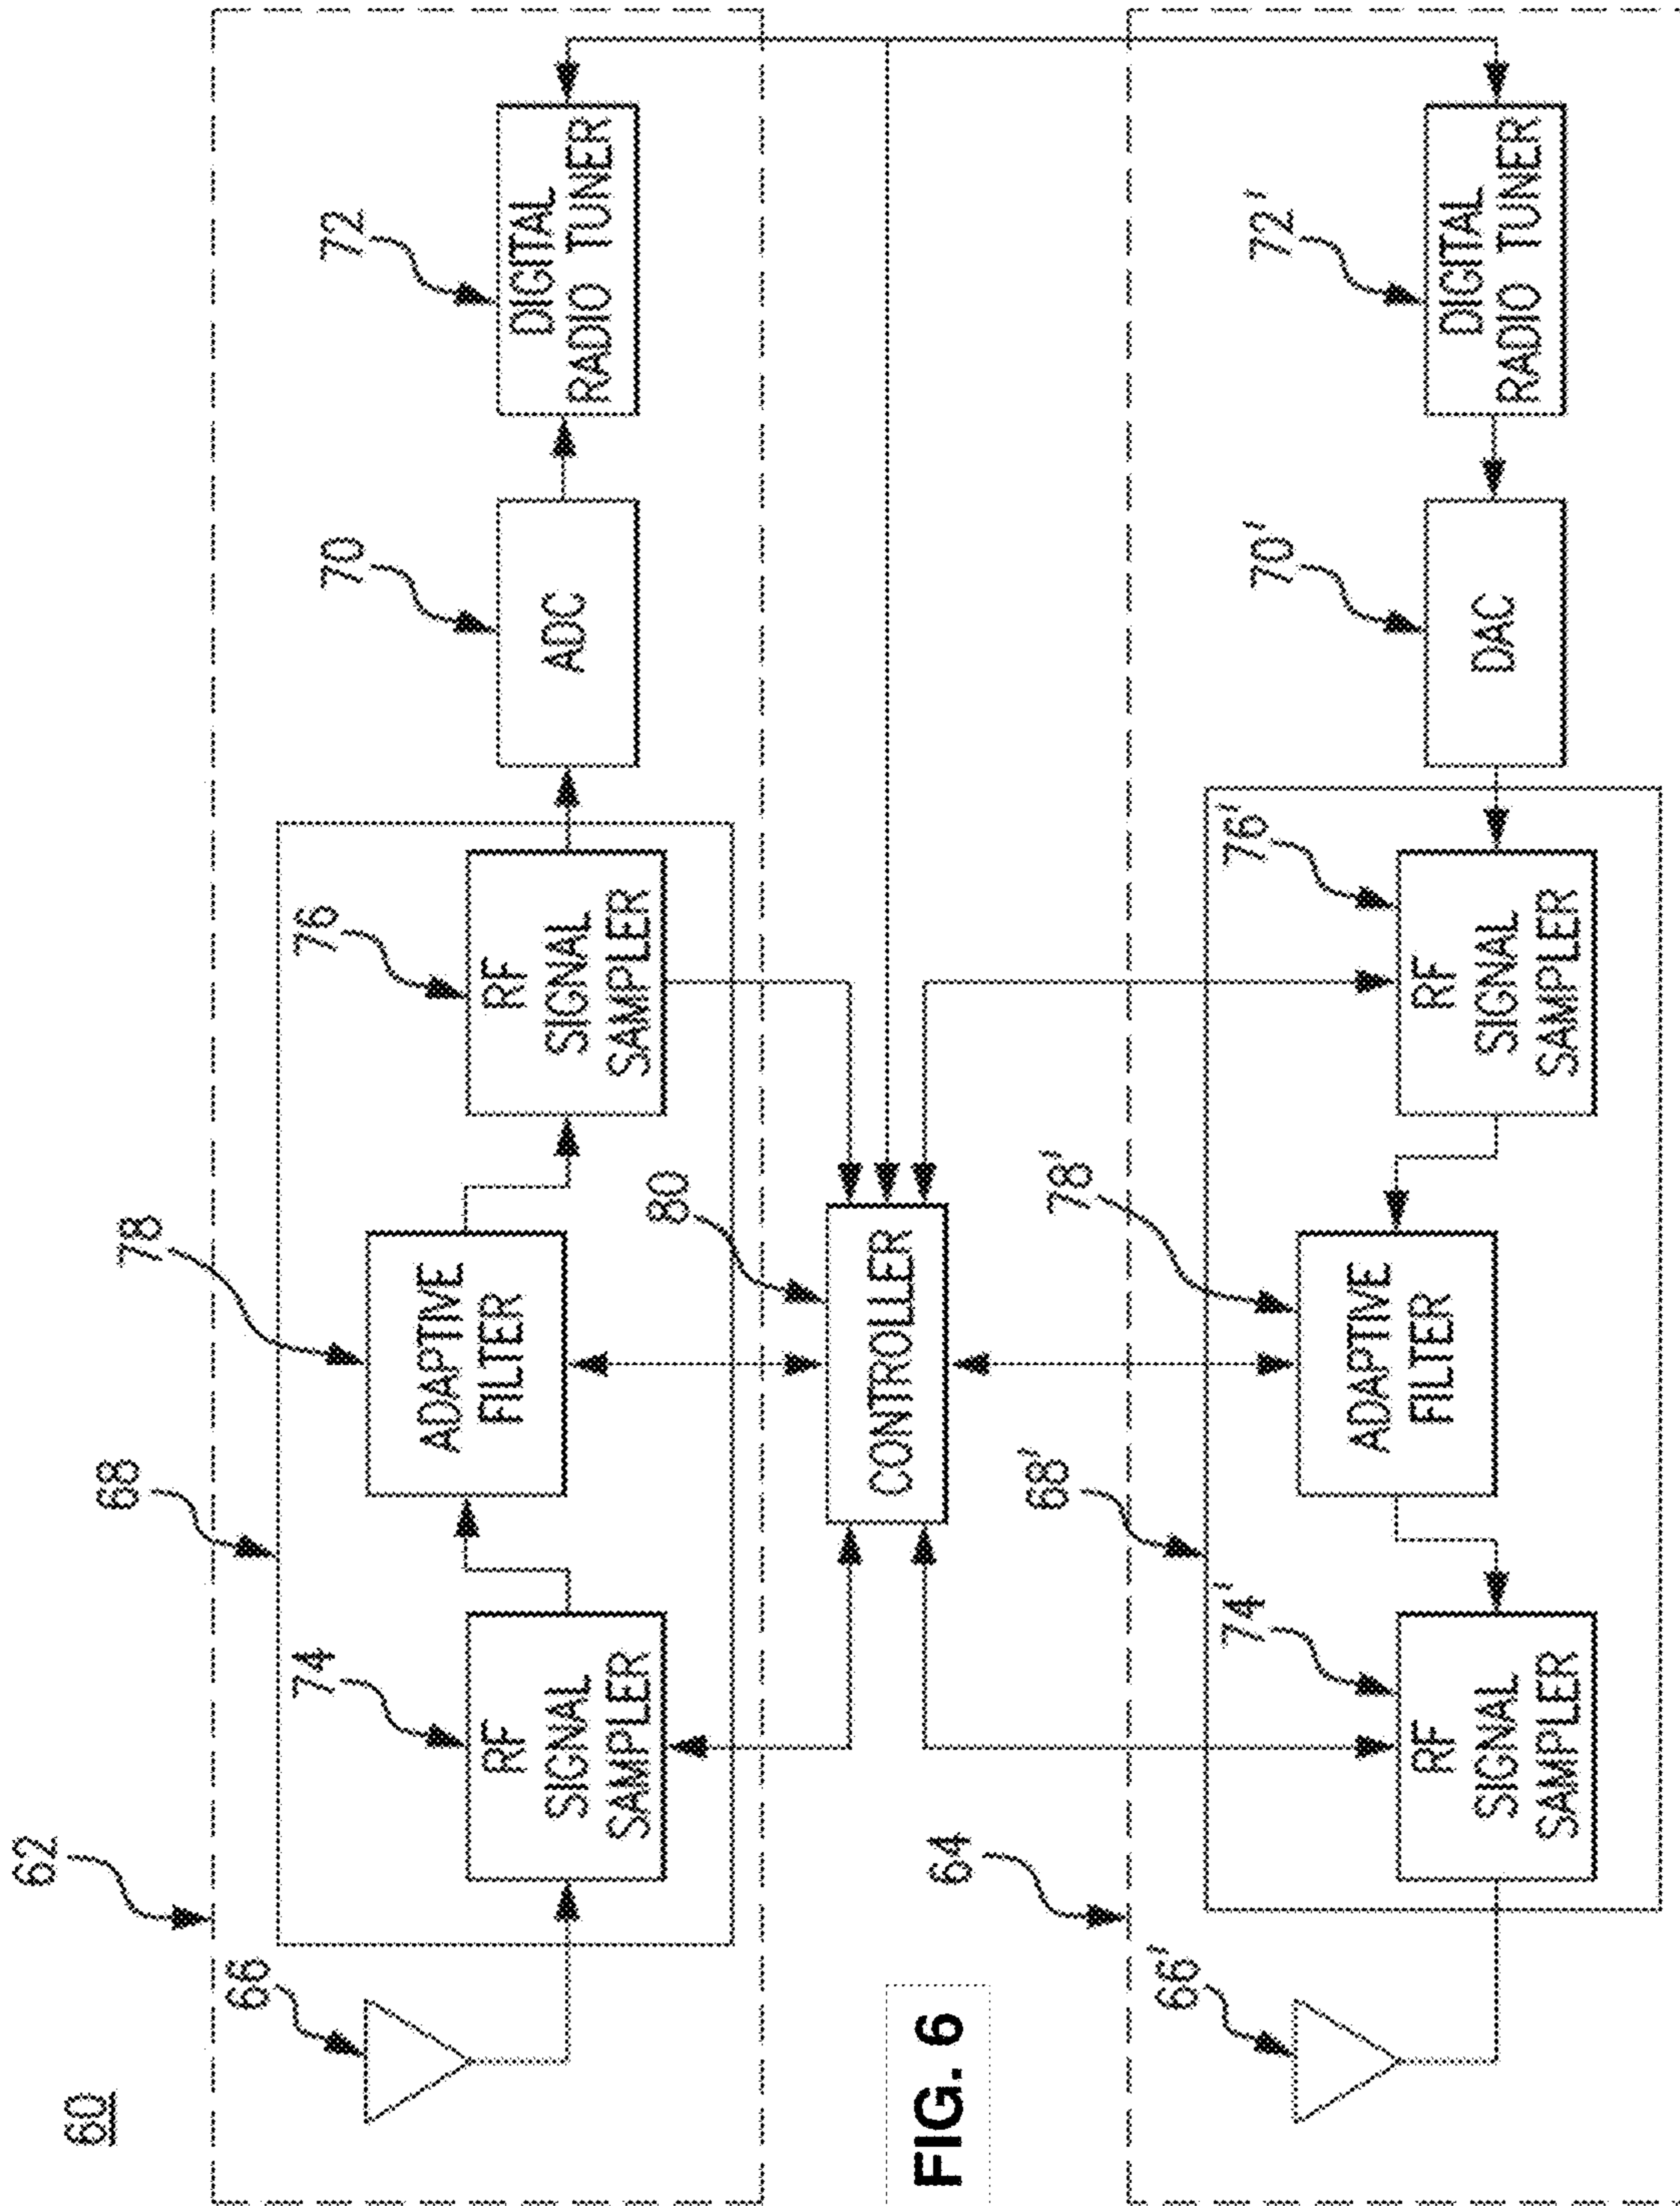 60
62
66
68
74
RF
SIGNAL
SAMPLER
78
ADAPTIVE
FILTER
76
RF
SIGNAL
SAMPLER
70
ADC
72
DIGITAL
RADIO TUNER
80
CONTROLLER
FIG. 6
64
66'
68'
74'
RF
SIGNAL
SAMPLER
78'
ADAPTIVE
FILTER
76'
RF
SIGNAL
SAMPLER
70'
DAC
72'
DIGITAL
RADIO TUNER